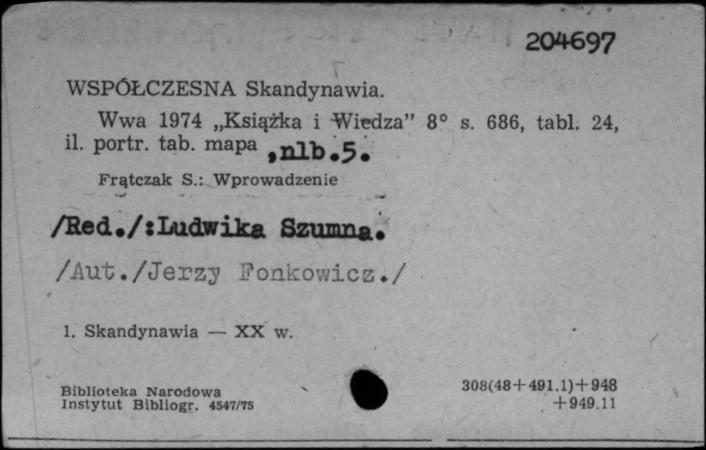 204697
WSPÓŁCZESNA Skandynawia.
Wwa 1974 „Książka i Wiedza” 8° s. 686, tabl. 24,
il. portr. tab. mapa ,nlb.5.
Frątczak S.: Wprowadzenie
/Red./:Ludwika Szumna.
/Aut./Jerzy Fonkowicz./
1. Skandynawia — XX w.
Biblioteka Narodowa
Instytut Bibliogr. 4547/75
308(48+491.1)+948
+949.11